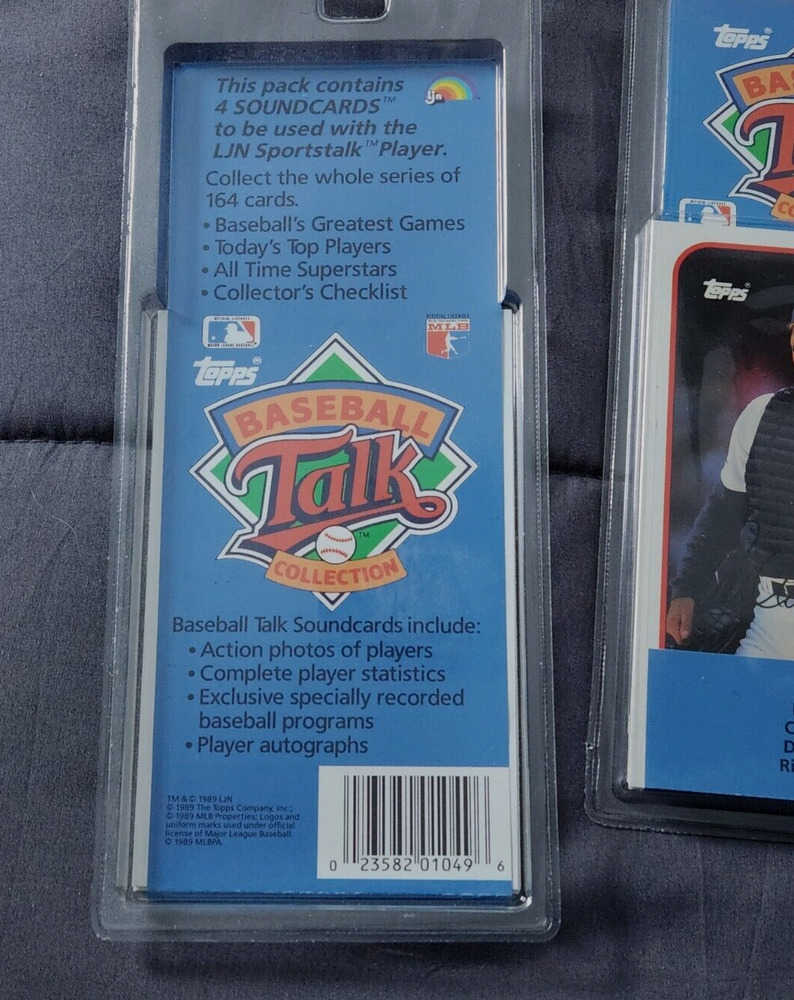 This pack contains
4 SOUNDCARDS™
to be used with the
LJN Sportstalk™ Player.
Collect the whole series of
164 cards.
• Baseball's Greatest Games
• Today's Top Players
• All Time Superstars
• Collector's Checklist
LJN
MLB
Topps®
BASEBALL
Talk
™
COLLECTION
Baseball Talk Soundcards include:
• Action photos of players
• Complete player statistics
• Exclusive specially recorded
baseball programs
• Player autographs
TM & © 1989 LJN
© 1989 The Topps Company, Inc.;
© 1989 MLB Properties; Logos and
uniform marks used under official
license of Major League Baseball.
© 1989 MLBPA.
0 23582 01049 6
Topps®
Topps®